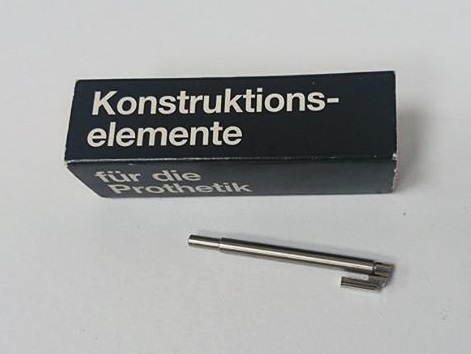 Konstruktions-
elemente
für die
Prothetik